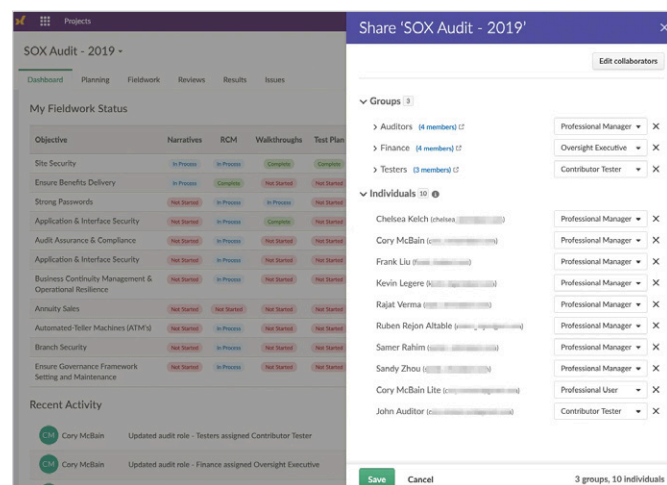 Projects
SOX Audit - 2019
Dashboard Planning Fieldwork Reviews Results Issues
My Fieldwork Status
Objective Narratives RCM Walkthroughs Test Plan
Site Security In Process In Process Complete Complete
Ensure Benefits Delivery In Process Complete Not Started Not Started
Strong Passwords Not Started In Process In Process Not Started
Application & Interface Security Not Started In Process Complete Not Started
Audit Assurance & Compliance Not Started In Process Not Started Not Started
Application & Interface Security Not Started In Process Not Started Not Started
Business Continuity Management &
Operational Resilience Not Started In Process Not Started Not Started
Annuity Sales Not Started Not Started Not Started Not Started
Automated-Teller Machines (ATM's) Not Started In Process Not Started Not Started
Branch Security Not Started In Process Not Started Not Started
Ensure Governance Framework
Setting and Maintenance Not Started In Process Not Started Not Started
Recent Activity
CM Cory McBain Updated audit role - Testers assigned Contributor Tester
CM Cory McBain Updated audit role - Finance assigned Oversight Executive
Share 'SOX Audit - 2019'
Edit collaborators
Groups 3
Auditors (4 members) Professional Manager
Finance (4 members) Oversight Executive
Testers (3 members) Contributor Tester
Individuals 10
Chelsea Kelch (chelsea Professional Manager
Cory McBain Professional Manager
Frank Liu Professional Manager
Kevin Legere Professional Manager
Rajat Verma Professional Manager
Ruben Rejon Altable Professional Manager
Samer Rahim Professional Manager
Sandy Zhou Professional Manager
Cory McBain Lite Professional User
John Auditor Contributor Tester
Save Cancel 3 groups, 10 individuals